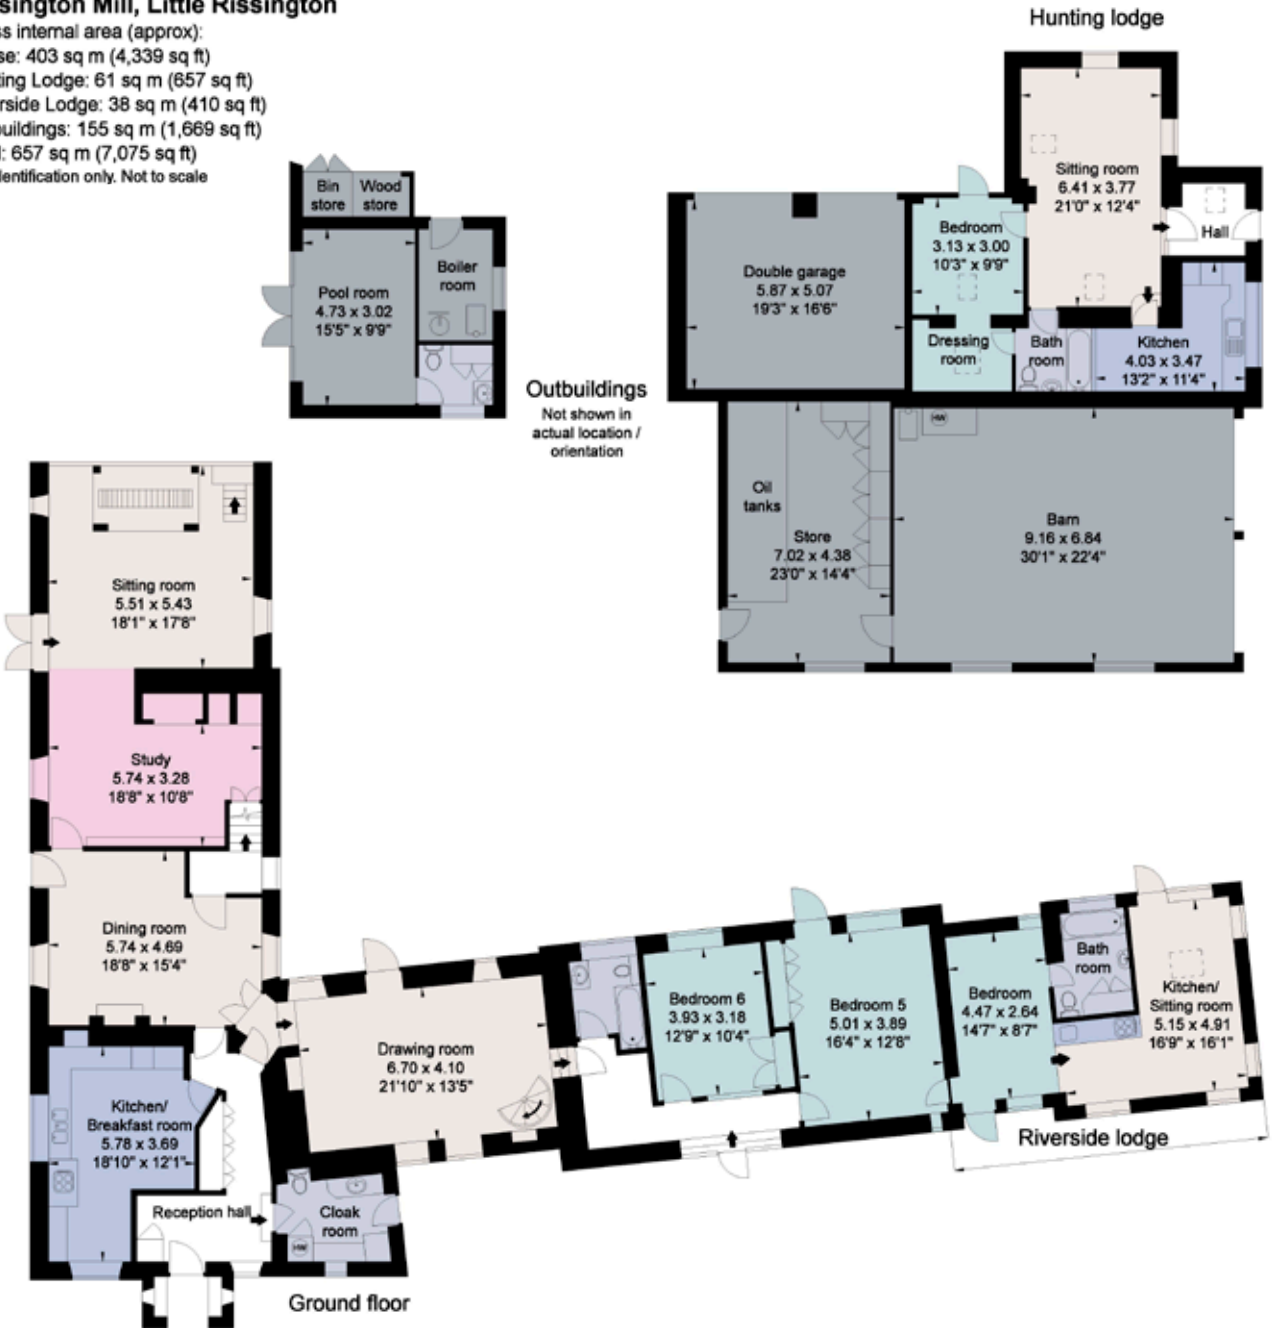 sington Mill, Little Rissington
ss internal area (approx):
se: 403 sq m (4,339 sq ft)
ting Lodge: 61 sq m (657 sq ft)
rside Lodge: 38 sq m (410 sq ft)
buildings: 155 sq m (1,669 sq ft)
l: 657 sq m (7,075 sq ft)
dentification only. Not to scale
Hunting lodge
Sitting room
6.41 x 3.77
21'0" x 12'4"
Hall
Bedroom
3.13 x 3.00
10'3" x 9'9"
Double garage
5.87 x 5.07
19'3" x 16'6"
Dressing
room
Bath
room
Kitchen
4.03 x 3.47
13'2" x 11'4"
HW
Oil
tanks
Store
7.02 x 4.38
23'0" x 14'4"
Barn
9.16 x 6.84
30'1" x 22'4"
Bin
store
Wood
store
Pool room
4.73 x 3.02
15'5" x 9'9"
Boiler
room
Outbuildings
Not shown in
actual location /
orientation
Sitting room
5.51 x 5.43
18'1" x 17'8"
Study
5.74 x 3.28
18'8" x 10'8"
Dining room
5.74 x 4.69
18'8" x 15'4"
Kitchen/
Breakfast room
5.78 x 3.69
18'10" x 12'1"
Reception hall
Cloak
room
HW
Drawing room
6.70 x 4.10
21'10" x 13'5"
Bedroom 6
3.93 x 3.18
12'9" x 10'4"
Bedroom 5
5.01 x 3.89
16'4" x 12'8"
Bedroom
4.47 x 2.64
14'7" x 8'7"
Bath
room
Kitchen/
Sitting room
5.15 x 4.91
16'9" x 16'1"
Riverside lodge
Ground floor